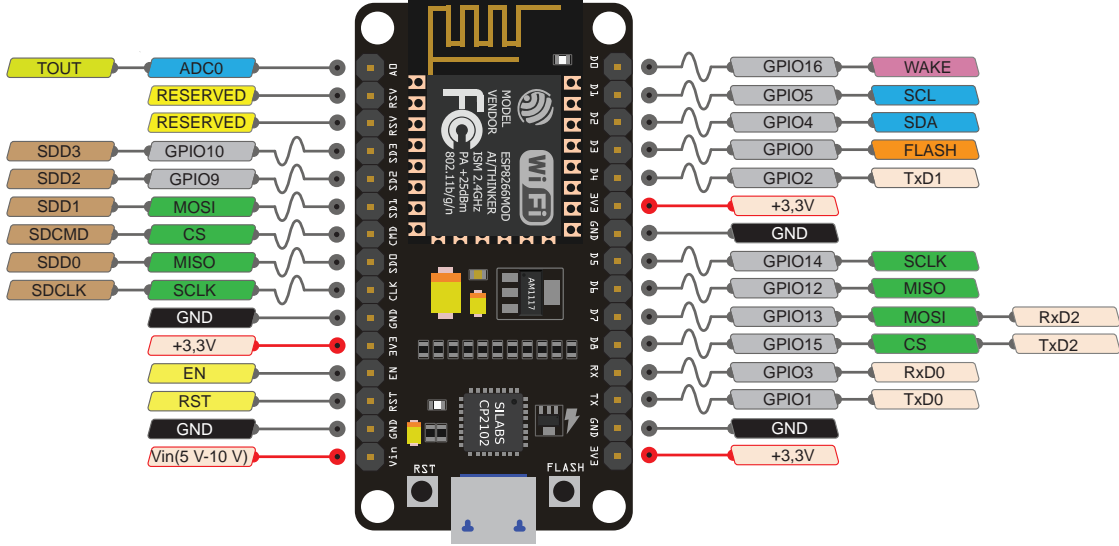 TOUT ADC0 A0
RESERVED RSV
RESERVED RSV
SDD3 GPIO10 SD3
SDD2 GPIO9 SD2
SDD1 MOSI SD1
SDCMD CS CMD
SDD0 MISO SD0
SDCLK SCLK CLK
GND GND
+3,3V 3V3
EN EN
RST RST
GND GND
Vin(5 V-10 V) Vin
MODEL
VENDOR
ESP8266MOD
AI/THINKER
ISM 2.4GHz
PA +25dBm
802.11b/g/n
FC
Wi Fi
AM1117
SILABS
CP2102
RST
FLASH
D0 GPIO16 WAKE
D1 GPIO5 SCL
D2 GPIO4 SDA
D3 GPIO0 FLASH
D4 GPIO2 TxD1
3V3 +3,3V
GND GND
D5 GPIO14 SCLK
D6 GPIO12 MISO
D7 GPIO13 MOSI RxD2
D8 GPIO15 CS TxD2
RX GPIO3 RxD0
TX GPIO1 TxD0
GND GND
3V3 +3,3V